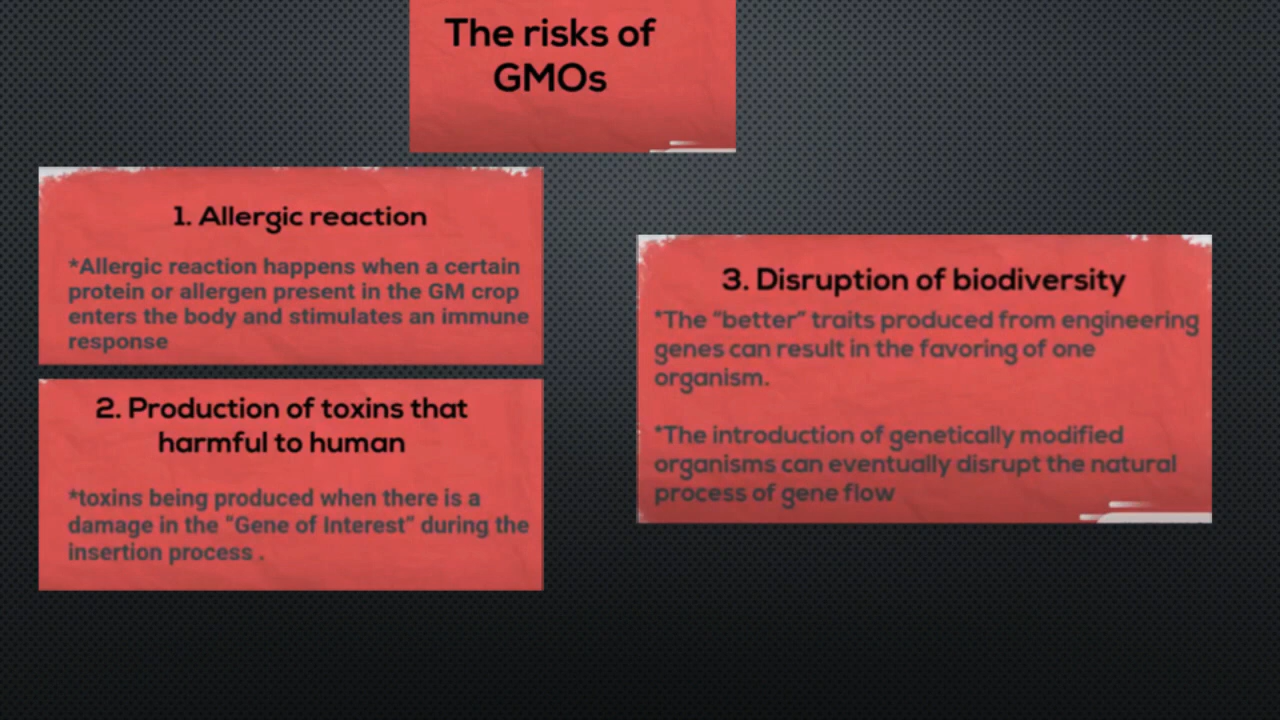 The risks of
GMOs
1. Allergic reaction
*Allergic reaction happens when a certain
protein or allergen present in the GM crop
enters the body and stimulates an immune
response
2. Production of toxins that
harmful to human
*toxins being produced when there is a
damage in the "Gene of Interest" during the
insertion process .
3. Disruption of biodiversity
*The “better” traits produced from engineering
genes can result in the favoring of one
organism.
*The introduction of genetically modified
organisms can eventually disrupt the natural
process of gene flow